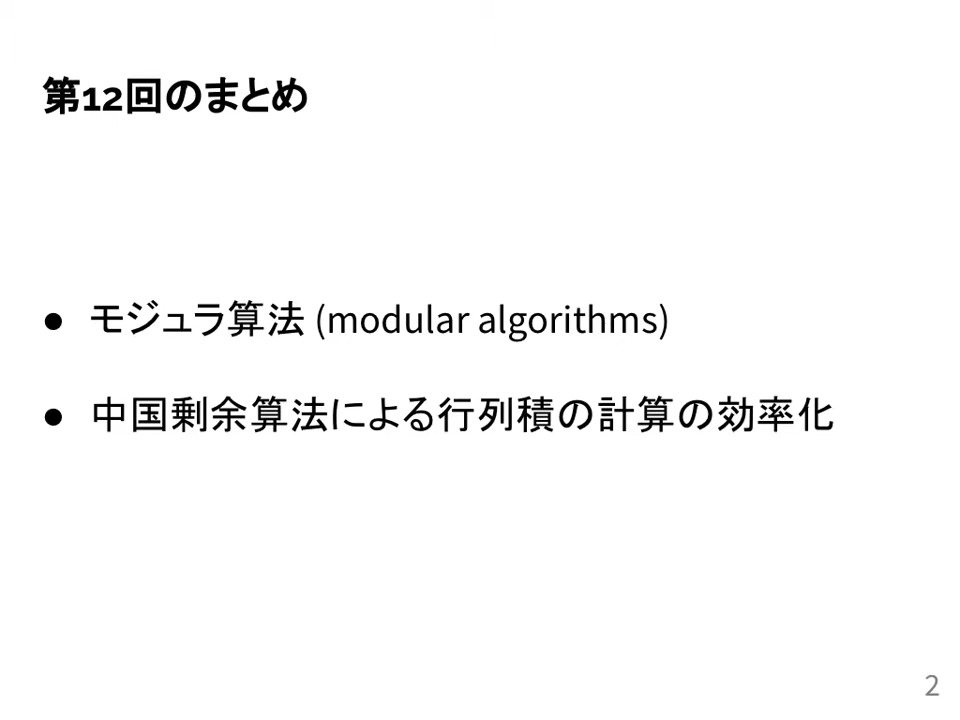 第12回のまとめ
● モジュラ算法 (modular algorithms)
● 中国剰余算法による行列積の計算の効率化
2